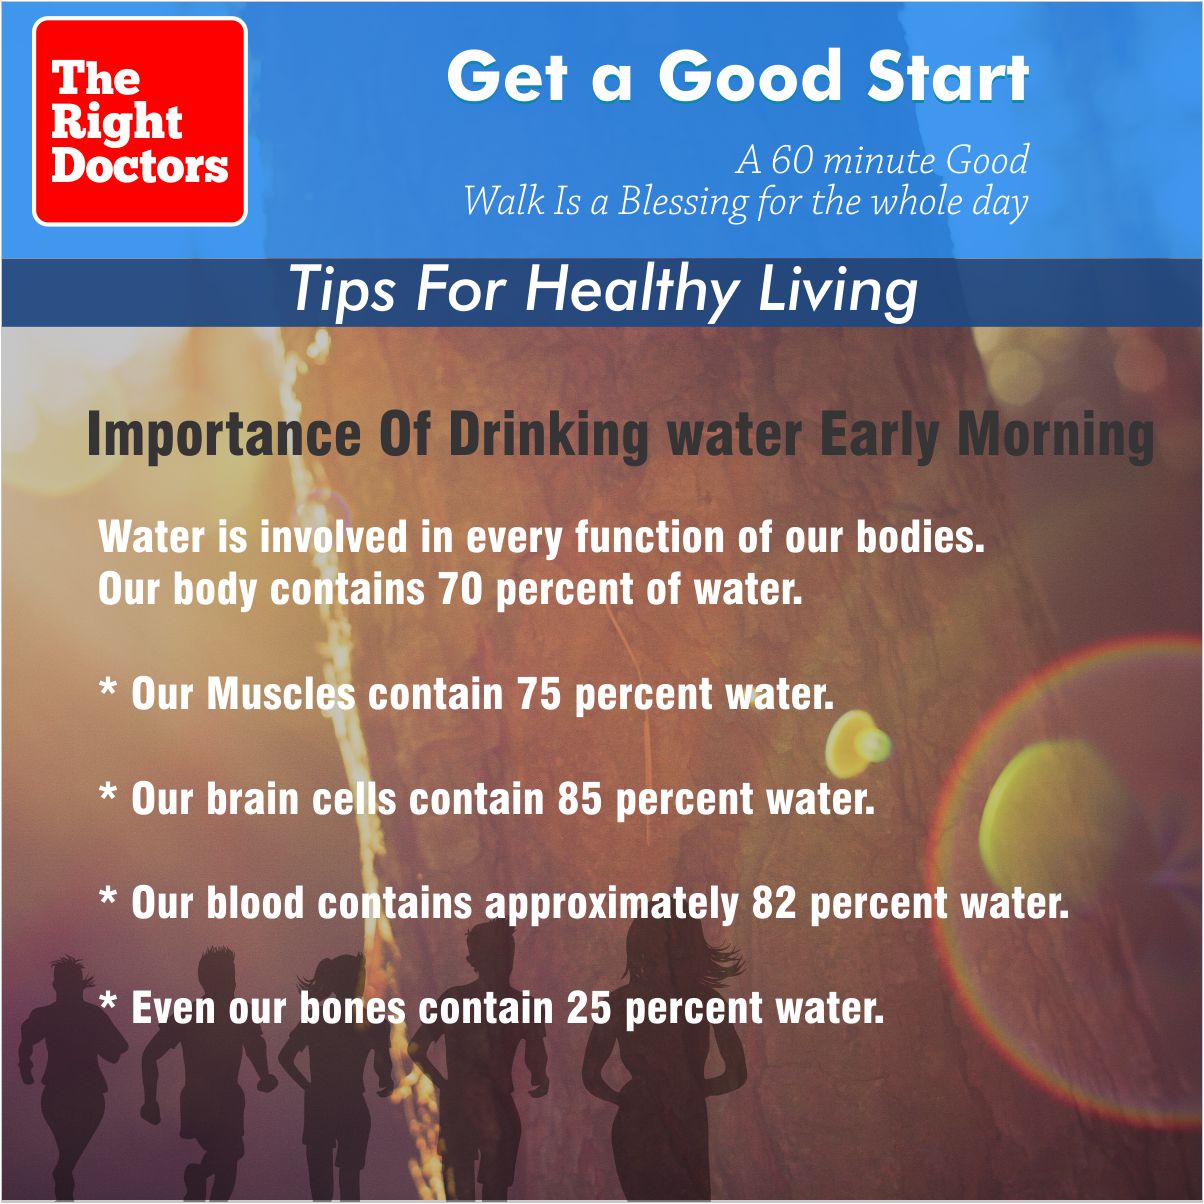 The
Right
Doctors
Get a Good Start
A 60 minute Good
Walk Is a Blessing for the whole day
Tips For Healthy Living
Importance Of Drinking water Early Morning
Water is involved in every function of our bodies.
Our body contains 70 percent of water.
* Our Muscles contain 75 percent water.
* Our brain cells contain 85 percent water.
* Our blood contains approximately 82 percent water.
* Even our bones contain 25 percent water.